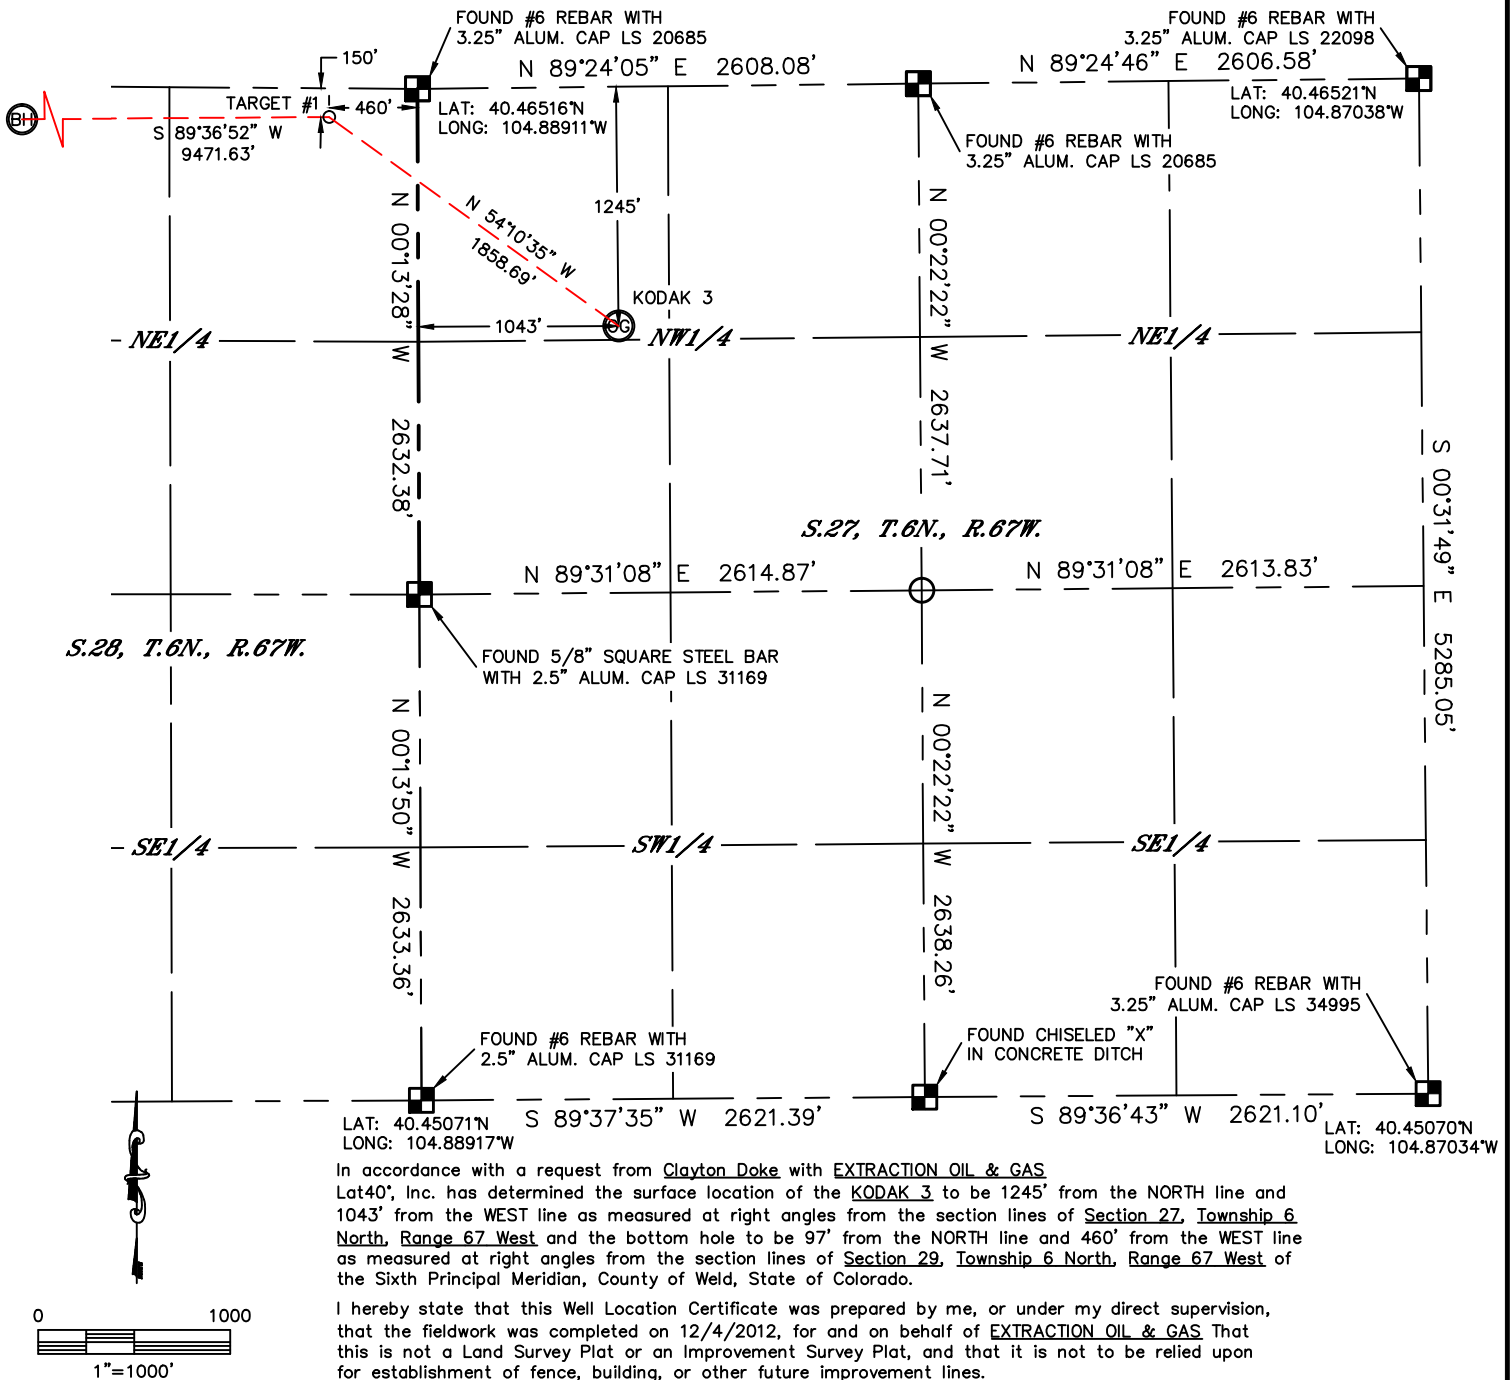 FOUND #6 REBAR WITH
3.25" ALUM. CAP LS 20685
FOUND #6 REBAR WITH
3.25" ALUM. CAP LS 22098
150'
N 89°24'05" E 2608.08'
N 89°24'46" E 2606.58'
TARGET #1
460'
LAT: 40.46516°N
LONG: 104.88911°W
LAT: 40.46521°N
LONG: 104.87038°W
BH
S 89°36'52" W
9471.63'
FOUND #6 REBAR WITH
3.25" ALUM. CAP LS 20685
N 54°10'35" W
1858.69'
1245'
N 00°13'28" W 2632.38'
N 00°22'22" W 2637.71'
KODAK 3
1043'
NE1/4
NW1/4
NE1/4
S 00°31'49" E 5285.05'
S.27, T.6N., R.67W.
N 89°31'08" E 2614.87'
N 89°31'08" E 2613.83'
S.28, T.6N., R.67W.
FOUND 5/8" SQUARE STEEL BAR
WITH 2.5" ALUM. CAP LS 31169
N 00°13'50" W 2633.36'
N 00°22'22" W 2638.26'
SE1/4
SW1/4
SE1/4
FOUND #6 REBAR WITH
3.25" ALUM. CAP LS 34995
FOUND #6 REBAR WITH
2.5" ALUM. CAP LS 31169
FOUND CHISELED "X"
IN CONCRETE DITCH
S 89°37'35" W 2621.39'
S 89°36'43" W 2621.10'
LAT: 40.45071°N
LONG: 104.88917°W
LAT: 40.45070°N
LONG: 104.87034°W
In accordance with a request from Clayton Doke with EXTRACTION OIL & GAS
Lat40°, Inc. has determined the surface location of the KODAK 3 to be 1245' from the NORTH line and
1043' from the WEST line as measured at right angles from the section lines of Section 27, Township 6
North, Range 67 West and the bottom hole to be 97' from the NORTH line and 460' from the WEST line
as measured at right angles from the section lines of Section 29, Township 6 North, Range 67 West of
the Sixth Principal Meridian, County of Weld, State of Colorado.
I hereby state that this Well Location Certificate was prepared by me, or under my direct supervision,
that the fieldwork was completed on 12/4/2012, for and on behalf of EXTRACTION OIL & GAS That
this is not a Land Survey Plat or an Improvement Survey Plat, and that it is not to be relied upon
for establishment of fence, building, or other future improvement lines.
0 1000
1"=1000'